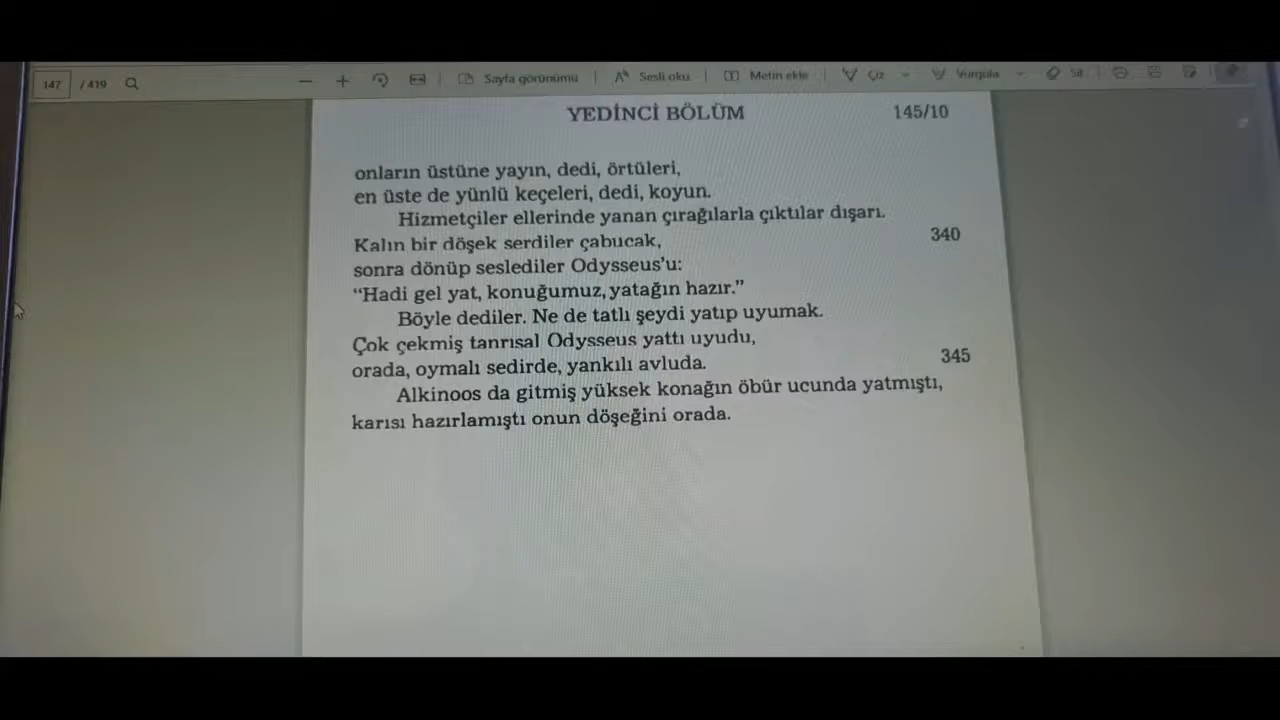 147 / 419 Sayfa görünümü Sesli oku Metin ekle Çiz Vurgula Sil
YEDİNCİ BÖLÜM 145/10
onların üstüne yayın, dedi, örtüleri,
en üste de yünlü keçeleri, dedi, koyun.
Hizmetçiler ellerinde yanan çırağılarla çıktılar dışarı.
Kalın bir döşek serdiler çabucak, 340
sonra dönüp seslediler Odysseus’u:
“Hadi gel yat, konuğumuz, yatağın hazır.”
Böyle dediler. Ne de tatlı şeydi yatıp uyumak.
Çok çekmiş tanrısal Odysseus yattı uyudu,
orada, oymalı sedirde, yankılı avluda. 345
Alkinoos da gitmiş yüksek konağın öbür ucunda yatmıştı,
karısı hazırlamıştı onun döşeğini orada.